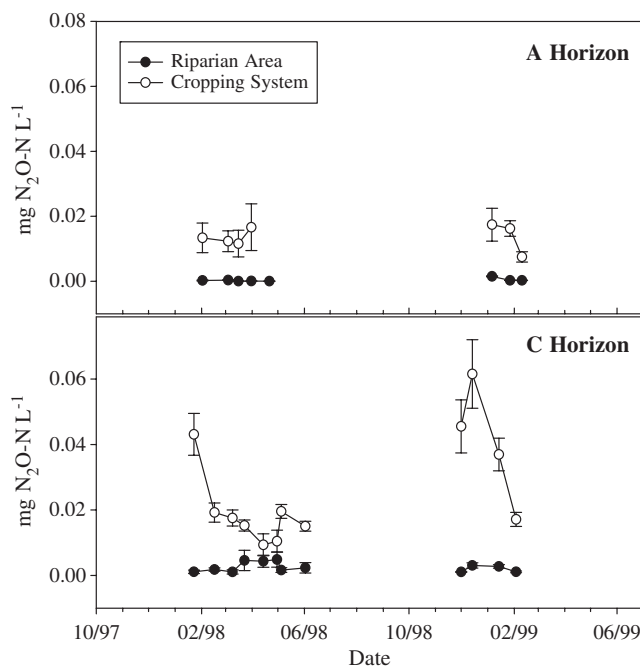 0.08
A Horizon
Riparian Area
Cropping System
0.06
0.04
0.02
0.00
mg N₂O-N L⁻¹
C Horizon
0.06
0.04
0.02
0.00
mg N₂O-N L⁻¹
10/97 02/98 06/98 10/98 02/99 06/99
Date